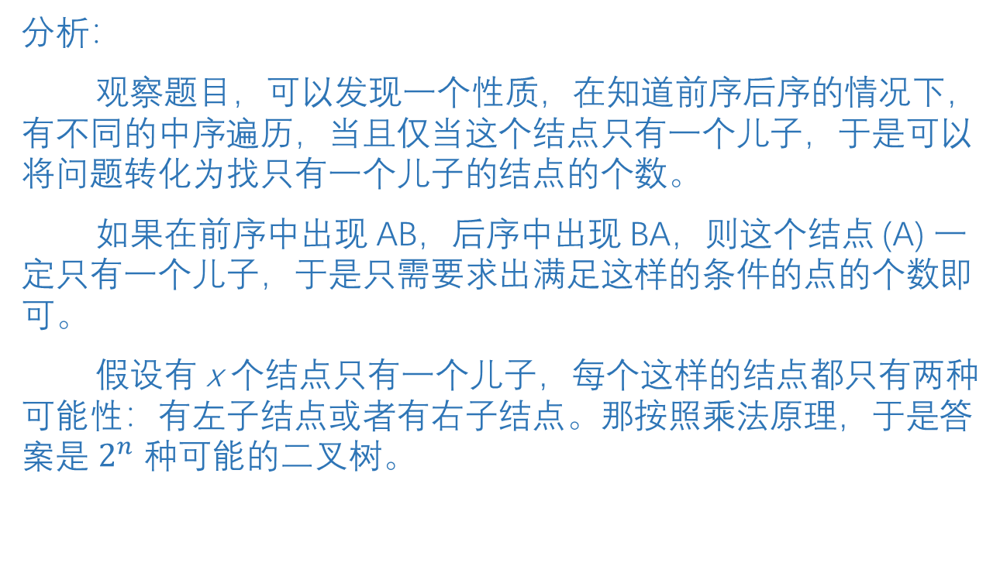 分析：
观察题目，可以发现一个性质，在知道前序后序的情况下，
有不同的中序遍历，当且仅当这个结点只有一个儿子，于是可以
将问题转化为找只有一个儿子的结点的个数。
如果在前序中出现 AB，后序中出现 BA，则这个结点 (A) 一
定只有一个儿子，于是只需要求出满足这样的条件的点的个数即
可。
假设有 x 个结点只有一个儿子，每个这样的结点都只有两种
可能性：有左子结点或者有右子结点。那按照乘法原理，于是答
案是 2ⁿ 种可能的二叉树。